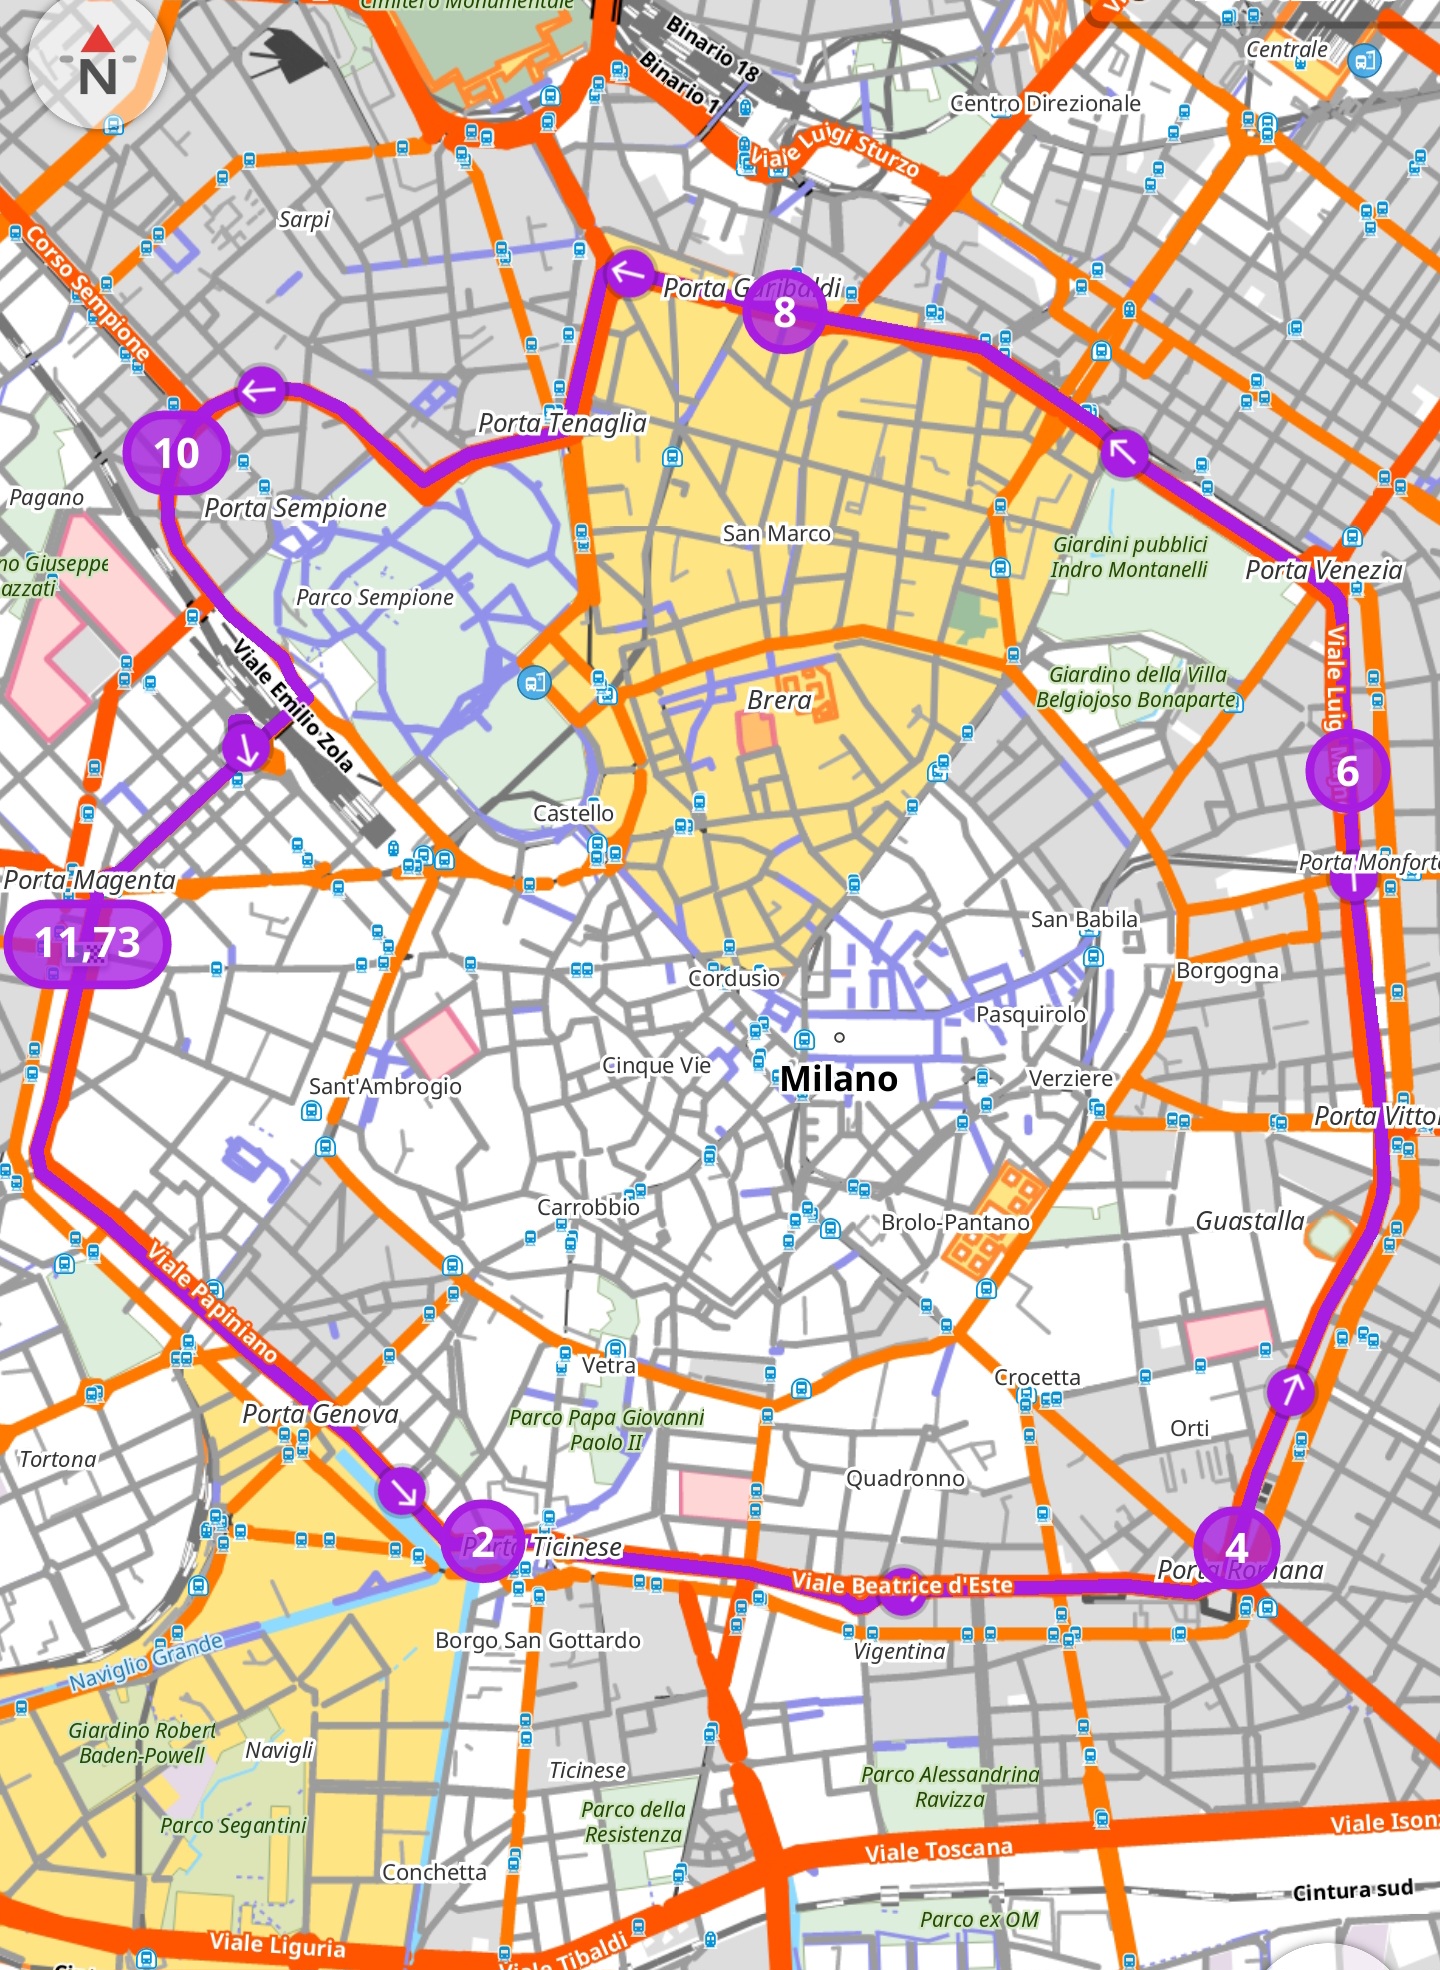 Cimitero Monumentale
Binario 18
Binario 1
Centrale
N
Centro Direzionale
Viale Luigi Sturzo
Sarpi
Corso Sempione
Porta Garibaldi
8
Porta Tenaglia
10
Pagano
Porta Sempione
San Marco
Giardini pubblici
Indro Montanelli
Porta Venezia
no Giuseppe
azzati
Parco Sempione
Viale Emilio Zola
Viale Luig
Giardino della Villa
Belgiojoso Bonaparte
Brera
6
Castello
Porta Magenta
Porta Monforte
11,73
San Babila
Cordusio
Borgogna
Pasquirolo
Cinque Vie
Milano
Verziere
Sant'Ambrogio
Porta Vittor
Carrobbio
Brolo-Pantano
Guastalla
Viale Papiniano
Vetra
Crocetta
Porta Genova
Parco Papa Giovanni
Paolo II
Orti
Tortona
Quadronno
2
Porta Ticinese
4
Porta Romana
Viale Beatrice d'Este
Borgo San Gottardo
Vigentina
Naviglio Grande
Giardino Robert
Baden-Powell
Navigli
Ticinese
Parco Alessandrina
Ravizza
Parco della
Resistenza
Parco Segantini
Viale Toscana
Viale Ison
Conchetta
Cintura sud
Parco ex OM
Viale Liguria
Viale Tibaldi